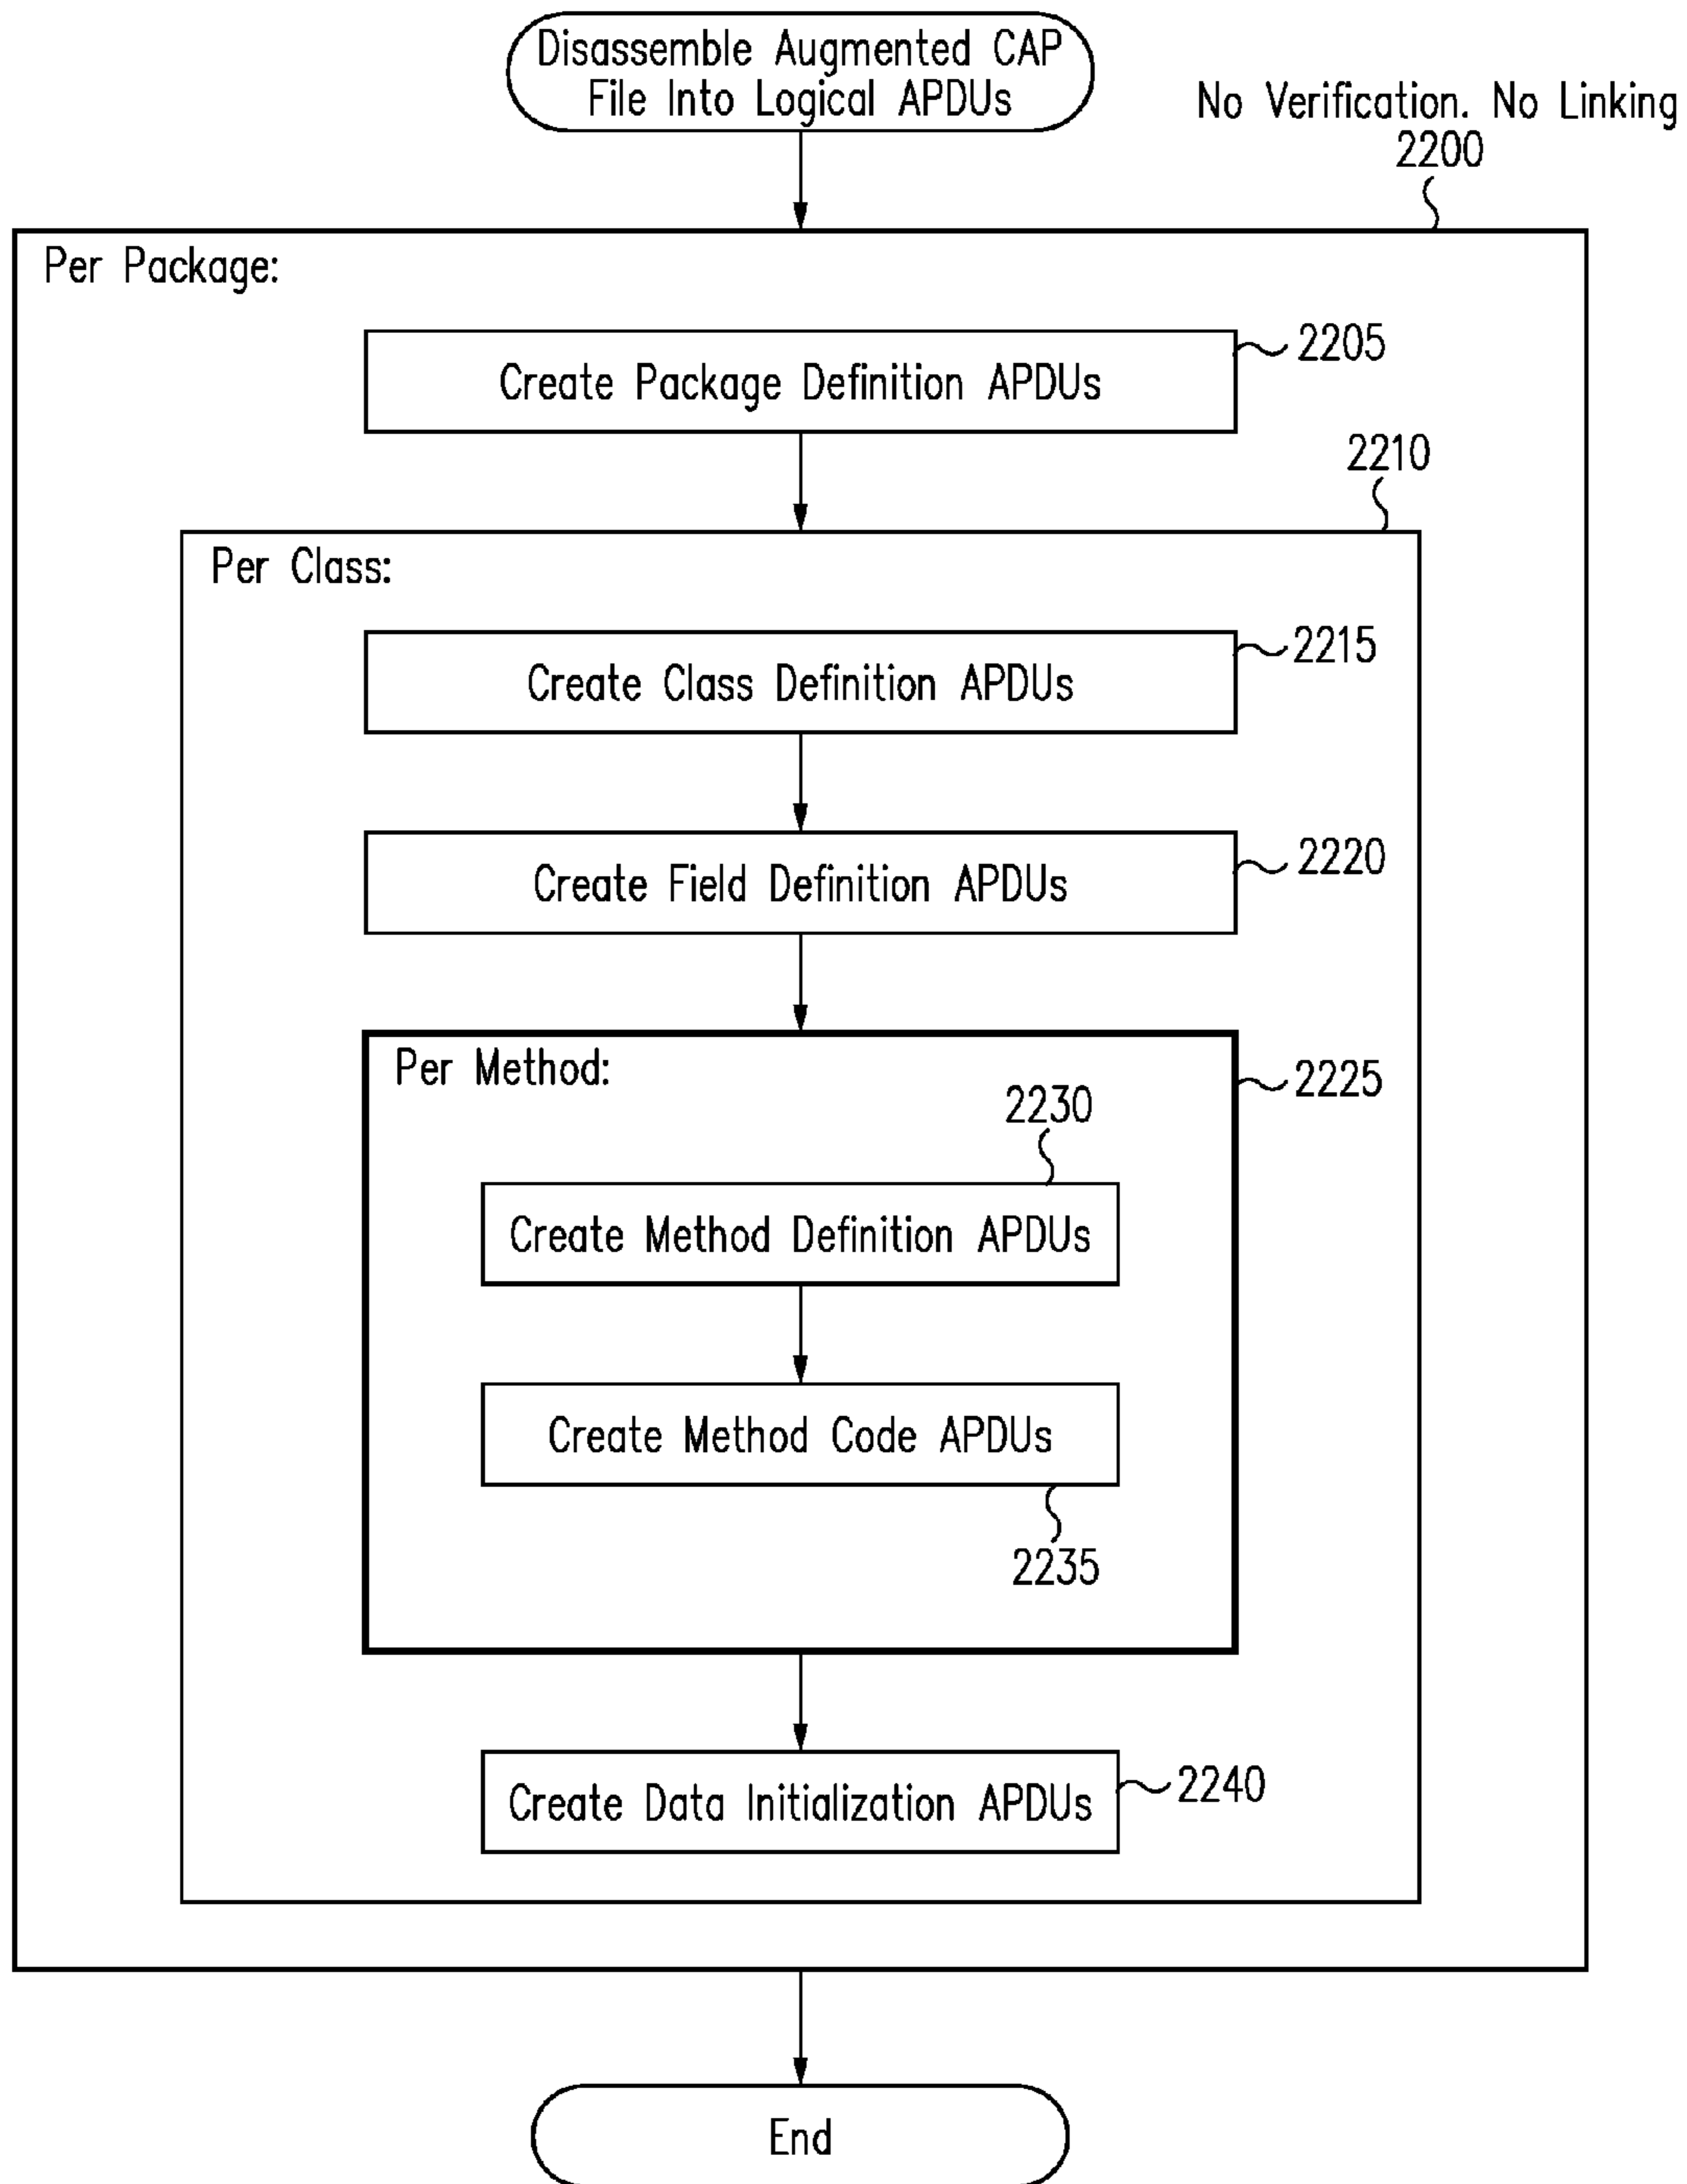 Disassemble Augmented CAP
File Into Logical APDUs
No Verification. No Linking
2200
Per Package:
2205
Create Package Definition APDUs
2210
Per Class:
2215
Create Class Definition APDUs
2220
Create Field Definition APDUs
Per Method:
2225
2230
Create Method Definition APDUs
Create Method Code APDUs
2235
2240
Create Data Initialization APDUs
End